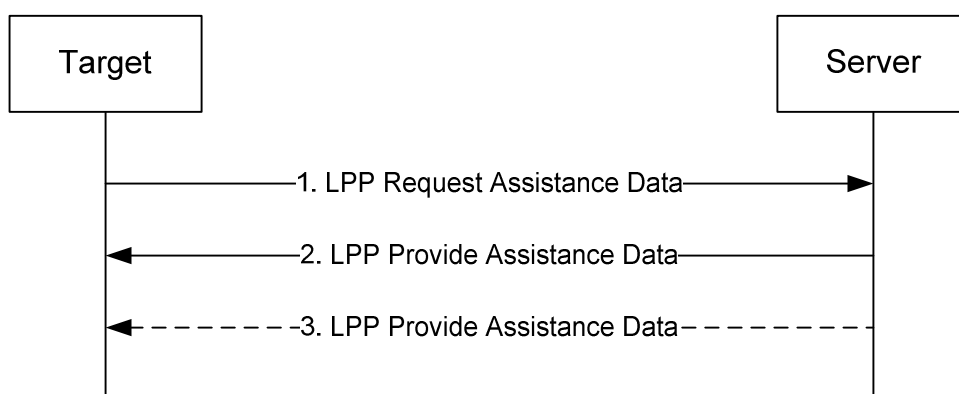 Target
Server
1. LPP Request Assistance Data
2. LPP Provide Assistance Data
3. LPP Provide Assistance Data